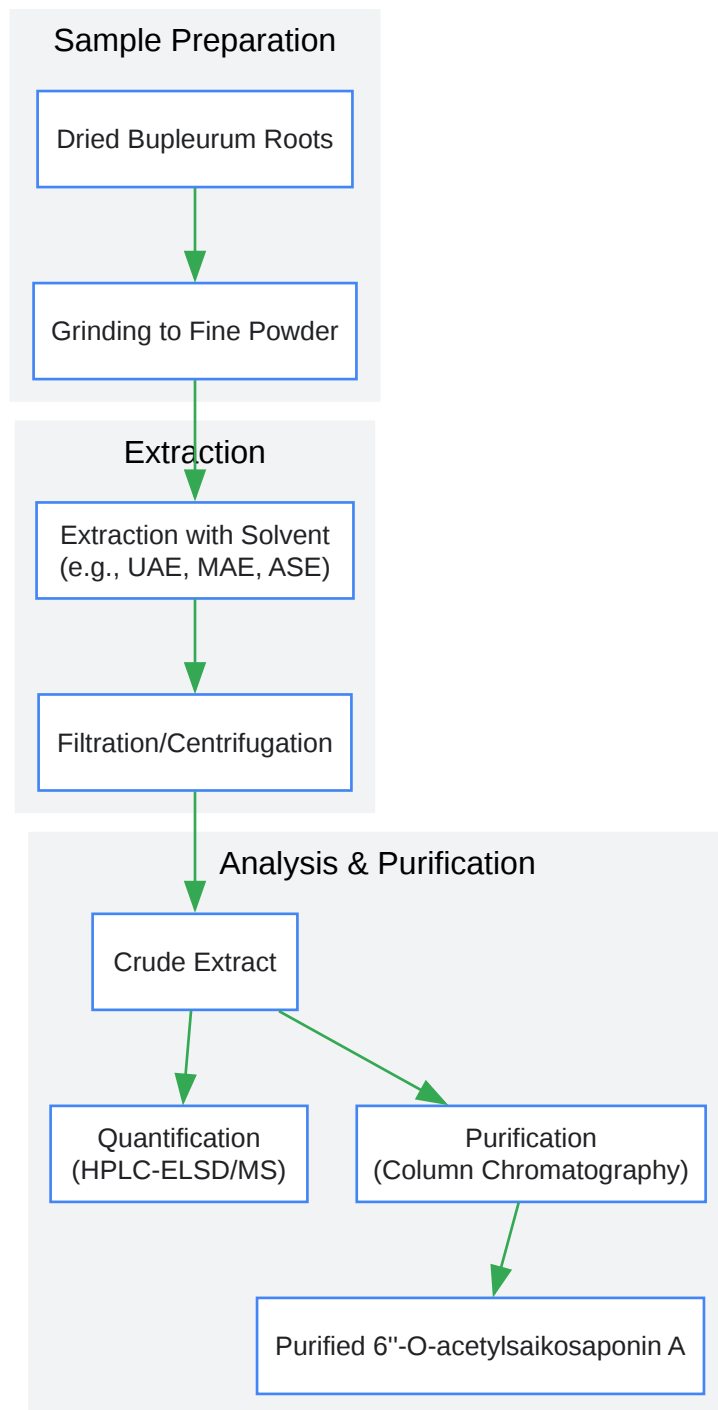 Sample Preparation
Dried Bupleurum Roots
Grinding to Fine Powder
Extraction
Extraction with Solvent
(e.g., UAE, MAE, ASE)
Filtration/Centrifugation
Analysis & Purification
Crude Extract
Quantification
(HPLC-ELSD/MS)
Purification
(Column Chromatography)
Purified 6''-O-acetylsaikosaponin A